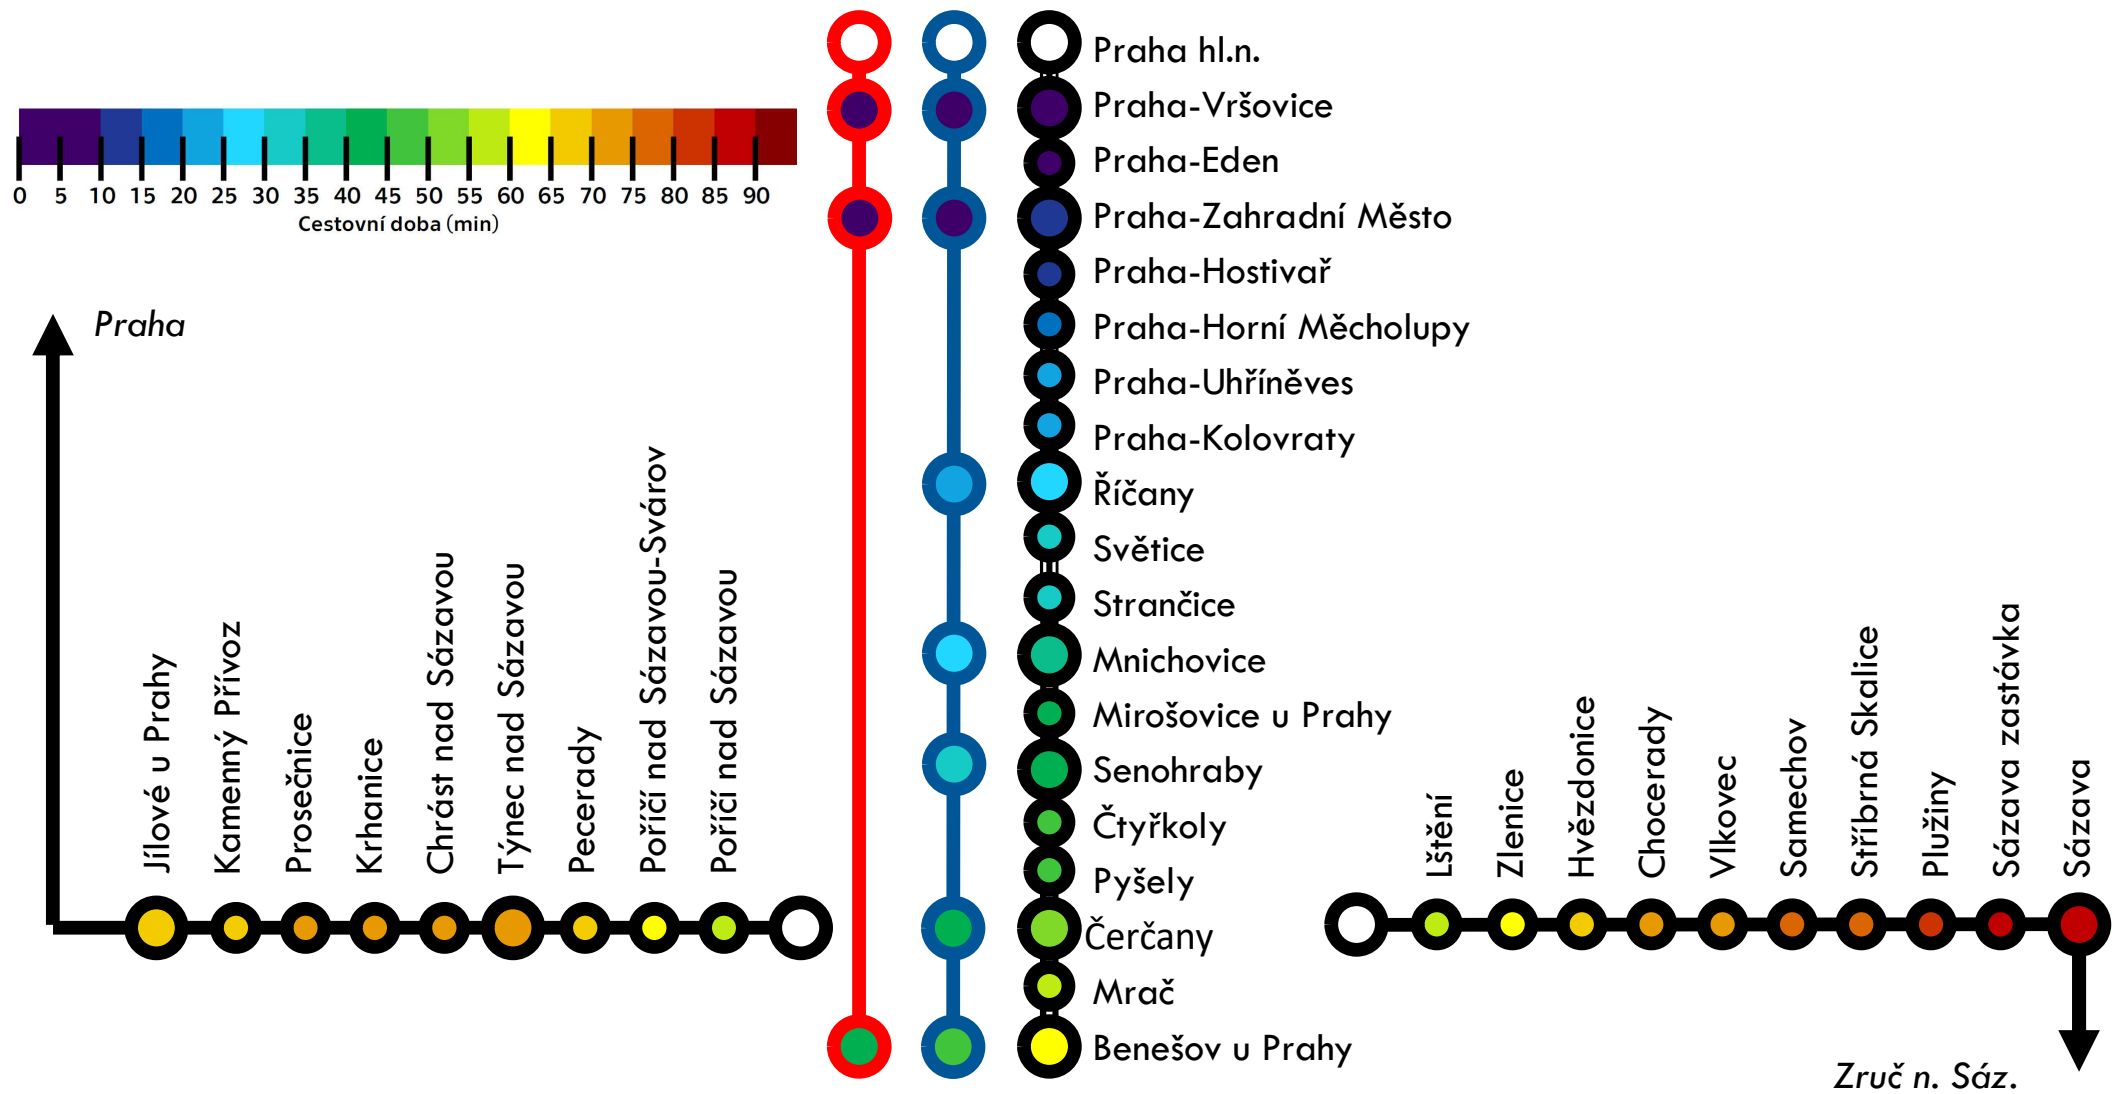 Praha hl.n.
Praha-Vršovice
Praha-Eden
Praha-Zahradní Město
Praha-Hostivař
Praha-Horní Měcholupy
Praha-Uhříněves
Praha-Kolovraty
Říčany
Světice
Strančice
Mnichovice
Mirošovice u Prahy
Senohraby
Čtyřkoly
Pyšely
Čerčany
Mrač
Benešov u Prahy
0 5 10 15 20 25 30 35 40 45 50 55 60 65 70 75 80 85 90
Cestovní doba (min)
Praha
Jílové u Prahy
Kamenný Přívoz
Prosečnice
Krhanice
Chrást nad Sázavou
Týnec nad Sázavou
Pecerady
Poříčí nad Sázavou-Svárov
Poříčí nad Sázavou
Lštění
Zlenice
Hvězdonice
Chocerady
Vlkovec
Samechov
Stříbrná Skalice
Plužiny
Sázava zastávka
Sázava
Zruč n. Sáz.